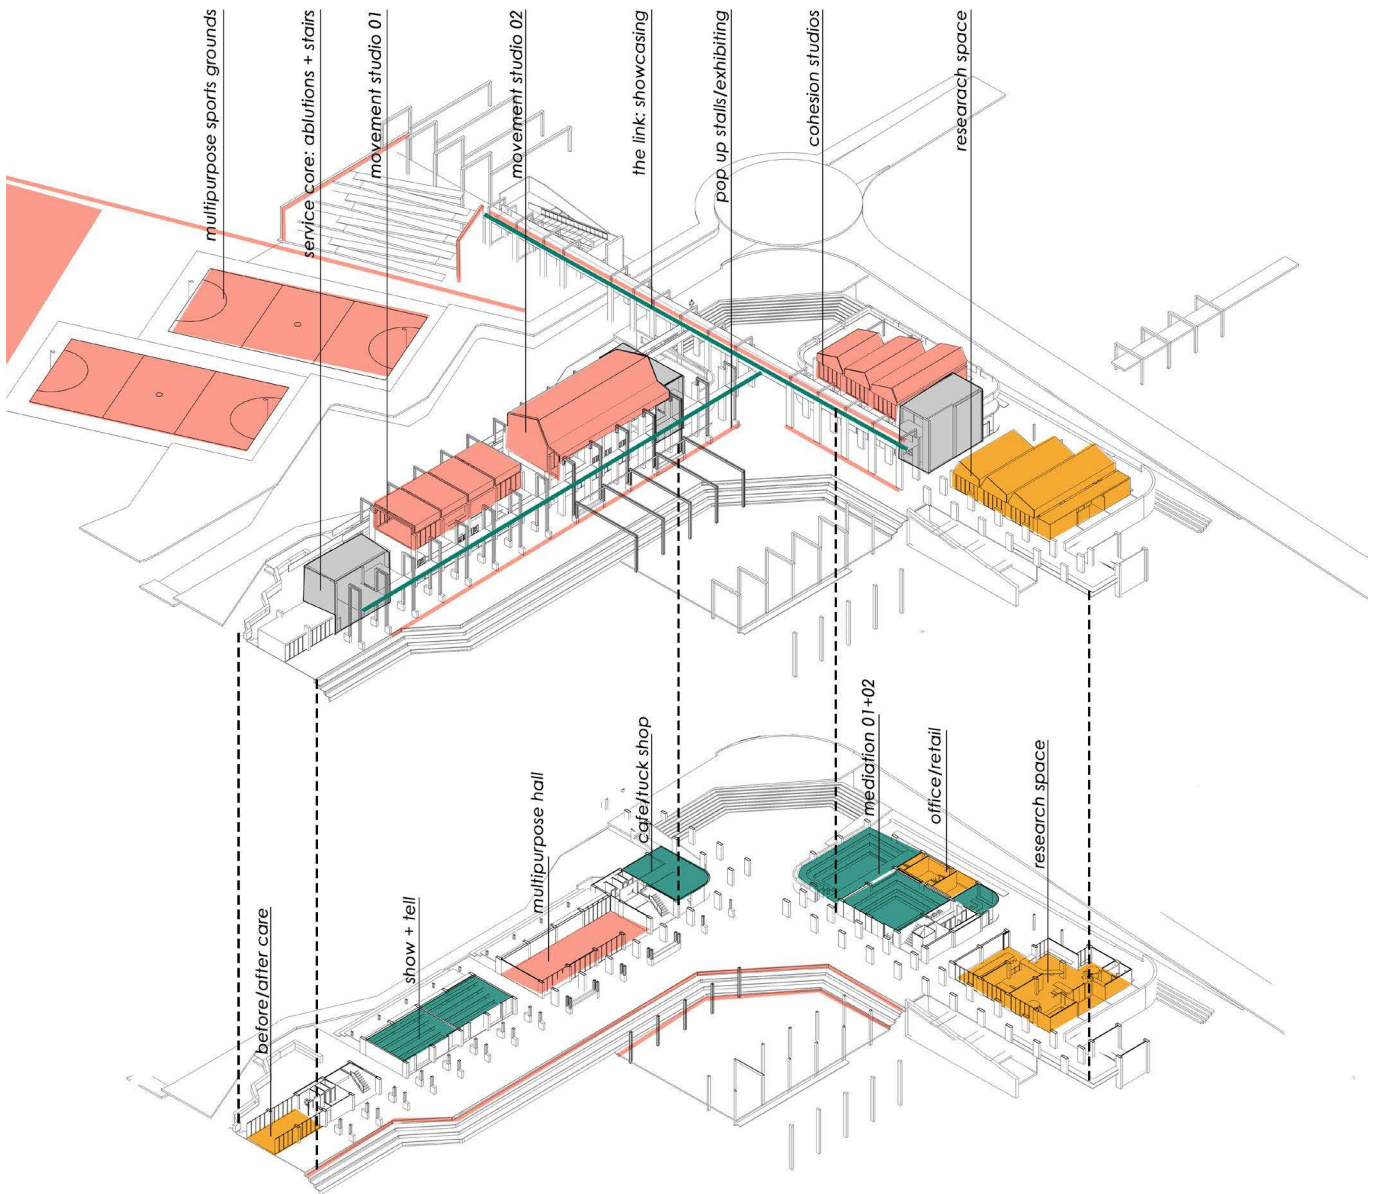 multipurpose sports grounds
service core: ablutions + stairs
movement studio 01
movement studio 02
the link: showcasing
pop up stalls/exhibiting
cohesion studios
researach space
before/after care
show + tell
multipurpose hall
cafe/tuck shop
mediation 01+02
office/retail
research space